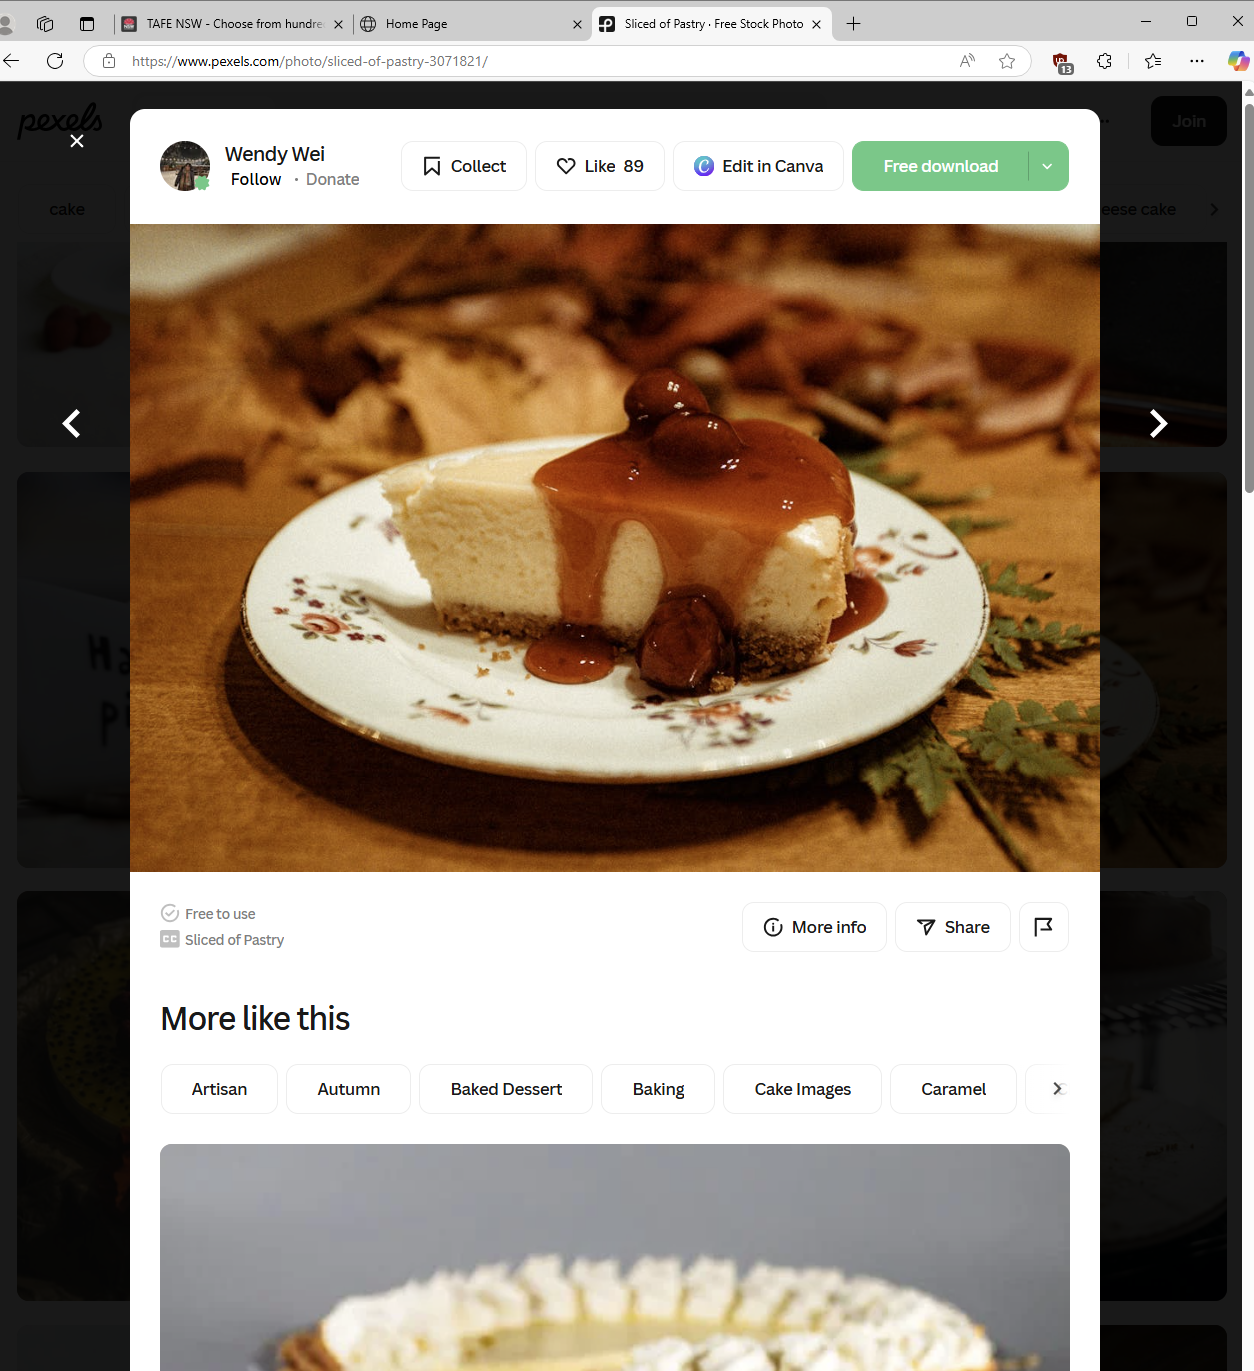 TAFE NSW - Choose from hundre
Home Page
Sliced of Pastry · Free Stock Photo
https://www.pexels.com/photo/sliced-of-pastry-3071821/
13
pexels
Join
Wendy Wei
Follow · Donate
Collect
Like 89
Edit in Canva
Free download
cake
eese cake
Free to use
CC Sliced of Pastry
More info
Share
More like this
Artisan
Autumn
Baked Dessert
Baking
Cake Images
Caramel